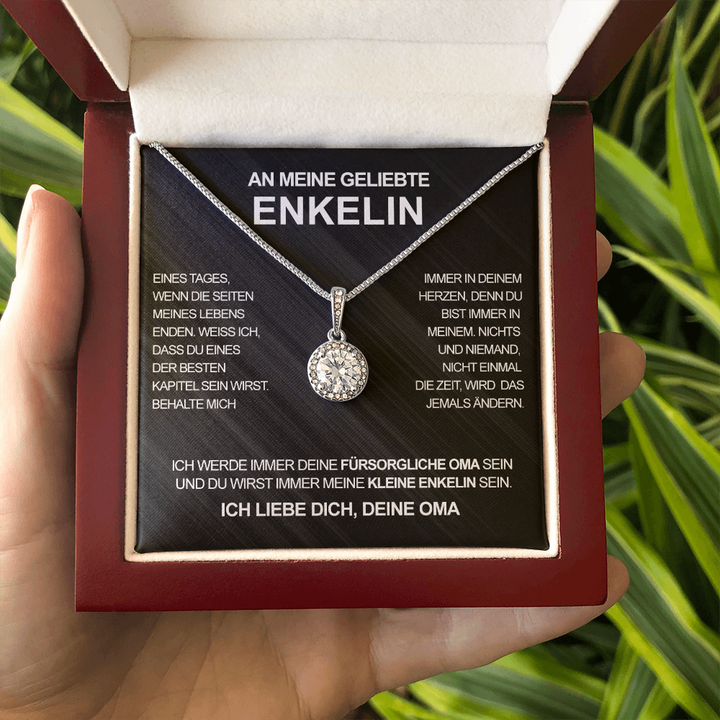 AN MEINE GELIEBTE
ENKELIN
EINES TAGES,
WENN DIE SEITEN
MEINES LEBENS
ENDEN. WEISS ICH,
DASS DU EINES
DER BESTEN
KAPITEL SEIN WIRST.
BEHALTE MICH
IMMER IN DEINEM
HERZEN, DENN DU
BIST IMMER IN
MEINEM. NICHTS
UND NIEMAND,
NICHT EINMAL
DIE ZEIT, WIRD DAS
JEMALS ÄNDERN.
ICH WERDE IMMER DEINE FÜRSORGLICHE OMA SEIN
UND DU WIRST IMMER MEINE KLEINE ENKELIN SEIN.
ICH LIEBE DICH, DEINE OMA